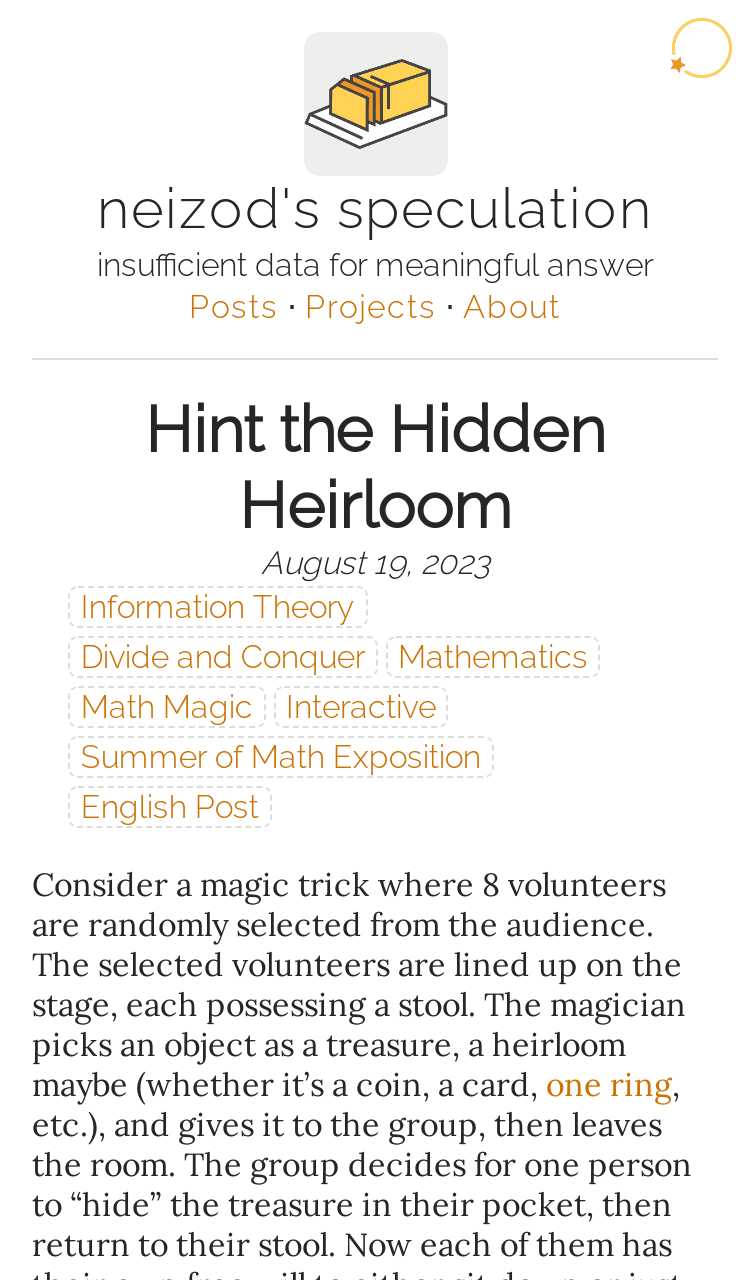 neizod's speculation
insufficient data for meaningful answer
Posts · Projects · About
Hint the Hidden
Heirloom
August 19, 2023
Information Theory
Divide and Conquer Mathematics
Math Magic Interactive
Summer of Math Exposition
English Post
Consider a magic trick where 8 volunteers
are randomly selected from the audience.
The selected volunteers are lined up on the
stage, each possessing a stool. The magician
picks an object as a treasure, a heirloom
maybe (whether it’s a coin, a card, one ring,
etc.), and gives it to the group, then leaves
the room. The group decides for one person
to “hide” the treasure in their pocket, then
return to their stool. Now each of them has